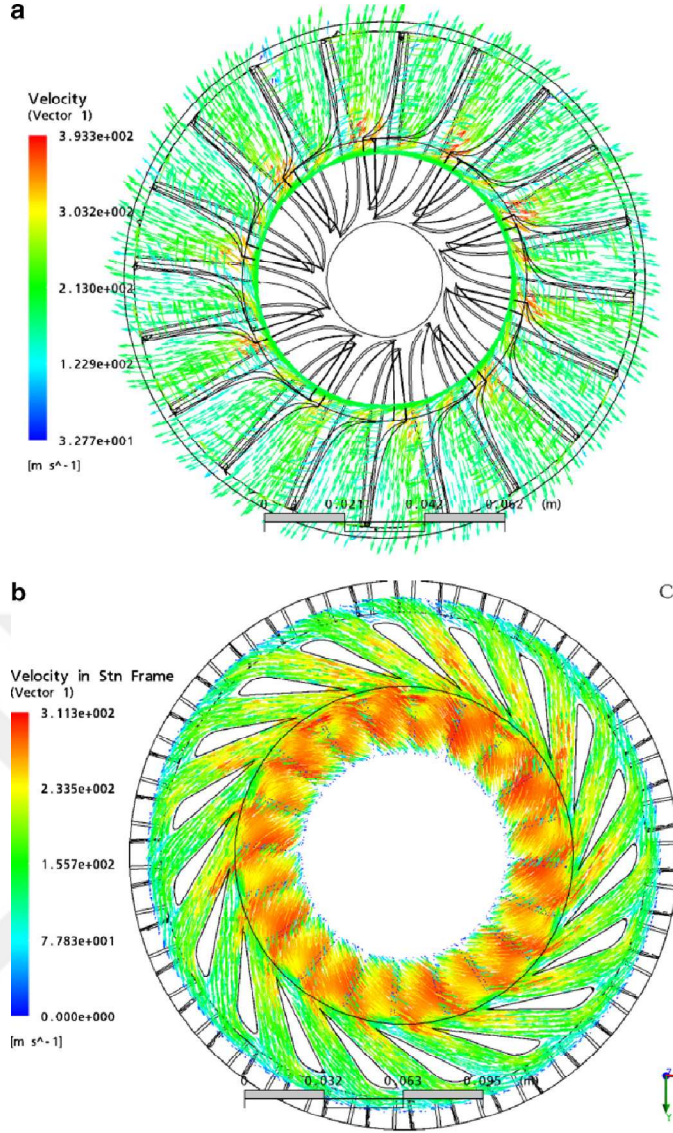 a
Velocity
(Vector 1)
3.933e+002
3.032e+002
2.130e+002
1.229e+002
3.277e+001
[m s^-1]
0 0.021 0.042 0.062 (m)
b
C
Velocity in Stn Frame
(Vector 1)
3.113e+002
2.335e+002
1.557e+002
7.783e+001
0.000e+000
[m s^-1]
0 0.032 0.063 0.095 (m)
Z
Y